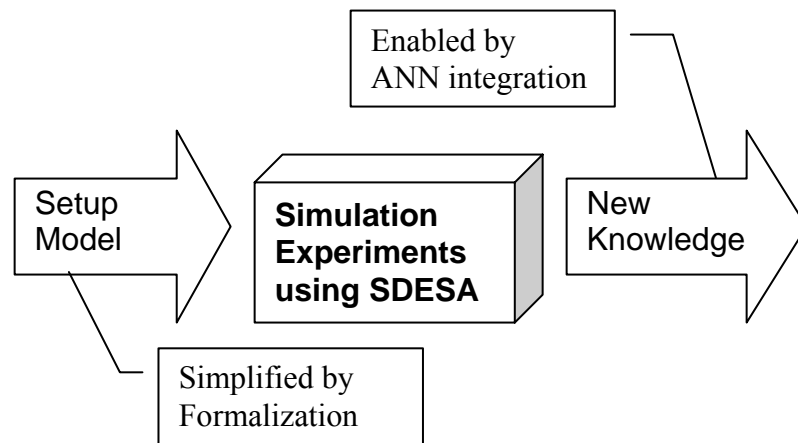 Enabled by
ANN integration
Setup
Model
Simulation
Experiments
using SDESA
New
Knowledge
Simplified by
Formalization